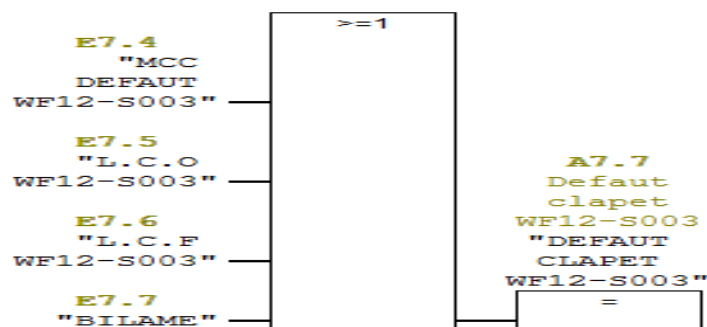 >=1
E7.4
"MCC
DEFAUT
WF12-S003"
E7.5
"L.C.O
WF12-S003"
E7.6
"L.C.F
WF12-S003"
E7.7
"BILAME"
A7.7
Defaut
clapet
WF12-S003
"DEFAUT
CLAPET
WF12-S003"
=